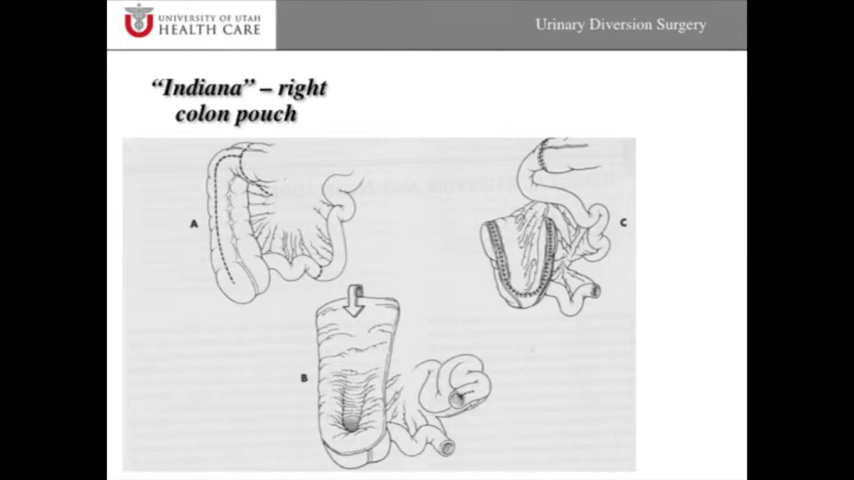 UNIVERSITY OF UTAH
HEALTH CARE
Urinary Diversion Surgery
“Indiana” – right
colon pouch
A
C
B